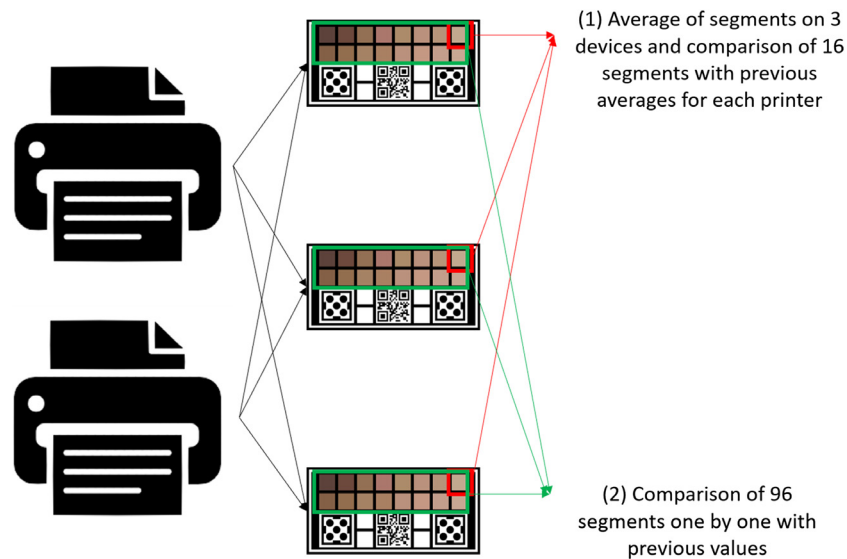 (1) Average of segments on 3
devices and comparison of 16
segments with previous
averages for each printer
(2) Comparison of 96
segments one by one with
previous values